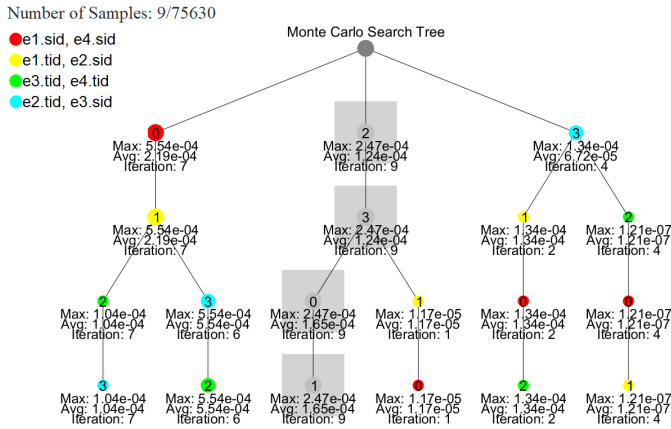 Number of Samples: 9/75630
Monte Carlo Search Tree
e1.sid, e4.sid
e1.tid, e2.sid
e3.tid, e4.tid
e2.tid, e3.sid
0
Max: 5.54e-04
Avg: 2.19e-04
Iteration: 7
2
Max: 2.47e-04
Avg: 1.24e-04
Iteration: 9
3
Max: 1.34e-04
Avg: 6.72e-05
Iteration: 4
1
Max: 5.54e-04
Avg: 2.19e-04
Iteration: 7
3
Max: 2.47e-04
Avg: 1.24e-04
Iteration: 9
1
Max: 1.34e-04
Avg: 1.34e-04
Iteration: 2
2
Max: 1.21e-07
Avg: 1.21e-07
Iteration: 4
2
Max: 1.04e-04
Avg: 1.04e-04
Iteration: 7
3
Max: 5.54e-04
Avg: 5.54e-04
Iteration: 6
0
Max: 2.47e-04
Avg: 1.65e-04
Iteration: 9
1
Max: 1.17e-05
Avg: 1.17e-05
Iteration: 1
0
Max: 1.34e-04
Avg: 1.34e-04
Iteration: 2
0
Max: 1.21e-07
Avg: 1.21e-07
Iteration: 4
3
Max: 1.04e-04
Avg: 1.04e-04
Iteration: 7
2
Max: 5.54e-04
Avg: 5.54e-04
Iteration: 6
1
Max: 2.47e-04
Avg: 1.65e-04
Iteration: 9
0
Max: 1.17e-05
Avg: 1.17e-05
Iteration: 1
2
Max: 1.34e-04
Avg: 1.34e-04
Iteration: 2
1
Max: 1.21e-07
Avg: 1.21e-07
Iteration: 4